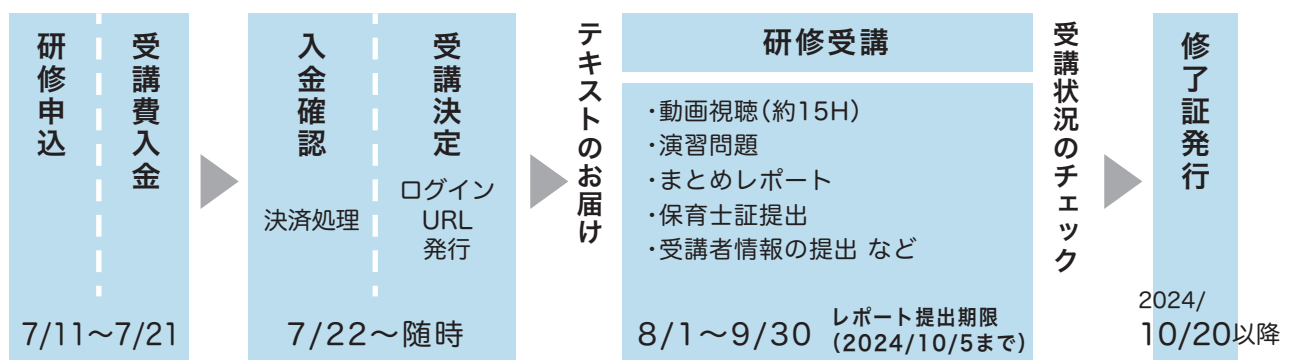 研修申込
受講費入金
7/11～7/21
入金確認
決済処理
受講決定
ログイン
URL
発行
7/22～随時
テキストのお届け
研修受講
・動画視聴（約15H）
・演習問題
・まとめレポート
・保育士証提出
・受講者情報の提出 など
8/1～9/30
レポート提出期限
（2024/10/5まで）
受講状況のチェック
修了証発行
2024/
10/20以降